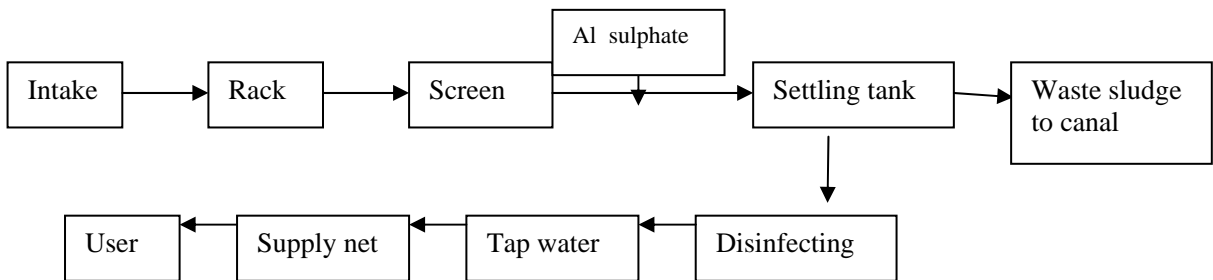 Al sulphate
Intake
Rack
Screen
Settling tank
Waste sludge
to canal
User
Supply net
Tap water
Disinfecting